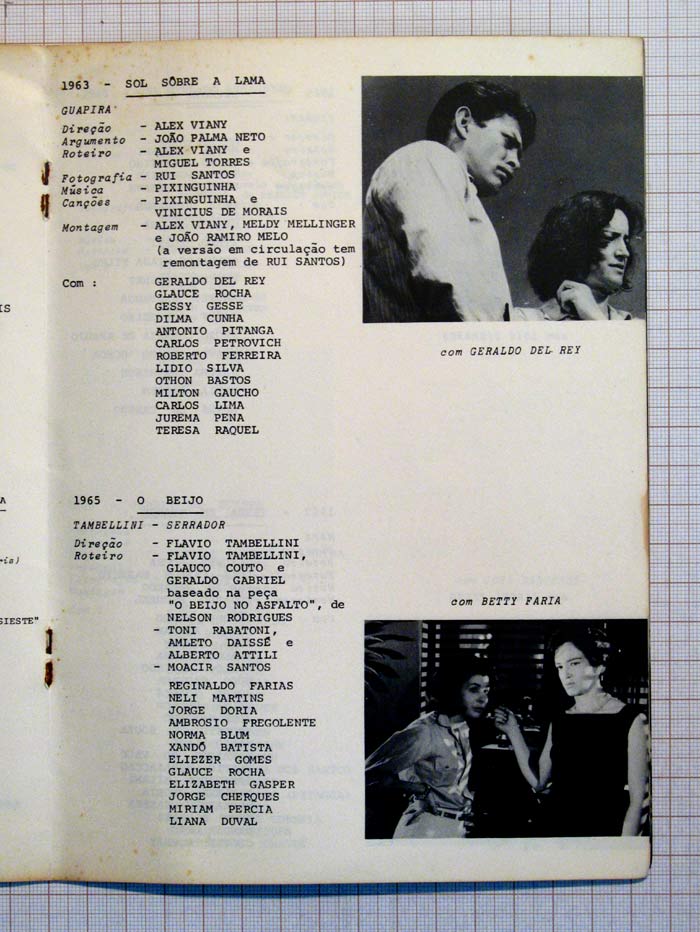 1963 - SOL SÔBRE A LAMA
GUAPIRA
Direção - ALEX VIANY
Argumento - JOÃO PALMA NETO
Roteiro - ALEX VIANY e
MIGUEL TORRES
Fotografia - RUI SANTOS
Música - PIXINGUINHA
Canções - PIXINGUINHA e
VINICIUS DE MORAIS
Montagem - ALEX VIANY, MELDY MELLINGER
e JOÃO RAMIRO MELO
(a versão em circulação tem
remontagem de RUI SANTOS)
Com : GERALDO DEL REY
GLAUCE ROCHA
GESSY GESSE
DILMA CUNHA
ANTONIO PITANGA
CARLOS PETROVICH
ROBERTO FERREIRA
LIDIO SILVA
OTHON BASTOS
MILTON GAUCHO
CARLOS LIMA
JUREMA PENA
TERESA RAQUEL
com GERALDO DEL REY
1965 - O BEIJO
TAMBELLINI - SERRADOR
Direção - FLAVIO TAMBELLINI
Roteiro - FLAVIO TAMBELLINI,
GLAUCO COUTO e
GERALDO GABRIEL
baseado na peça
"O BEIJO NO ASFALTO", de
NELSON RODRIGUES
- TONI RABATONI,
AMLETO DAISSÉ e
ALBERTO ATTILI
- MOACIR SANTOS
REGINALDO FARIAS
NELI MARTINS
JORGE DORIA
AMBROSIO FREGOLENTE
NORMA BLUM
XANDÓ BATISTA
ELIEZER GOMES
GLAUCE ROCHA
ELIZABETH GASPER
JORGE CHERQUES
MIRIAM PERCIA
LIANA DUVAL
com BETTY FARIA